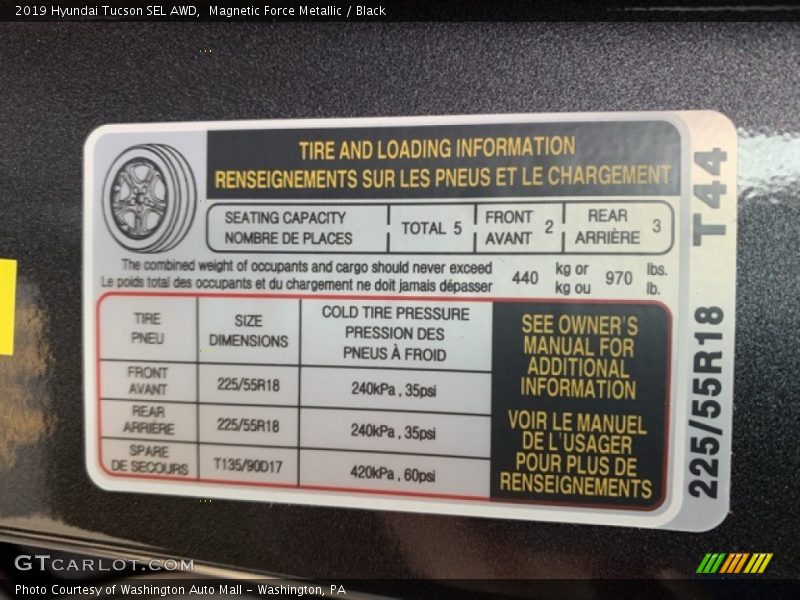 2019 Hyundai Tucson SEL AWD,  Magnetic Force Metallic / Black
TIRE AND LOADING INFORMATION
RENSEIGNEMENTS SUR LES PNEUS ET LE CHARGEMENT
SEATING CAPACITY
NOMBRE DE PLACES
TOTAL 5
FRONT
AVANT
2
REAR
ARRIÈRE
3
The combined weight of occupants and cargo should never exceed
Le poids total des occupants et du chargement ne doit jamais dépasser
440
kg or
kg ou
970
lbs.
lb.
TIRE
PNEU
SIZE
DIMENSIONS
COLD TIRE PRESSURE
PRESSION DES
PNEUS À FROID
FRONT
AVANT
225/55R18
240kPa , 35psi
REAR
ARRIÈRE
225/55R18
240kPa , 35psi
SPARE
DE SECOURS
T135/90D17
420kPa , 60psi
SEE OWNER'S
MANUAL FOR
ADDITIONAL
INFORMATION
VOIR LE MANUEL
DE L'USAGER
POUR PLUS DE
RENSEIGNEMENTS
225/55R18 T44
GTCARLOT.COM
Photo Courtesy of Washington Auto Mall - Washington, PA